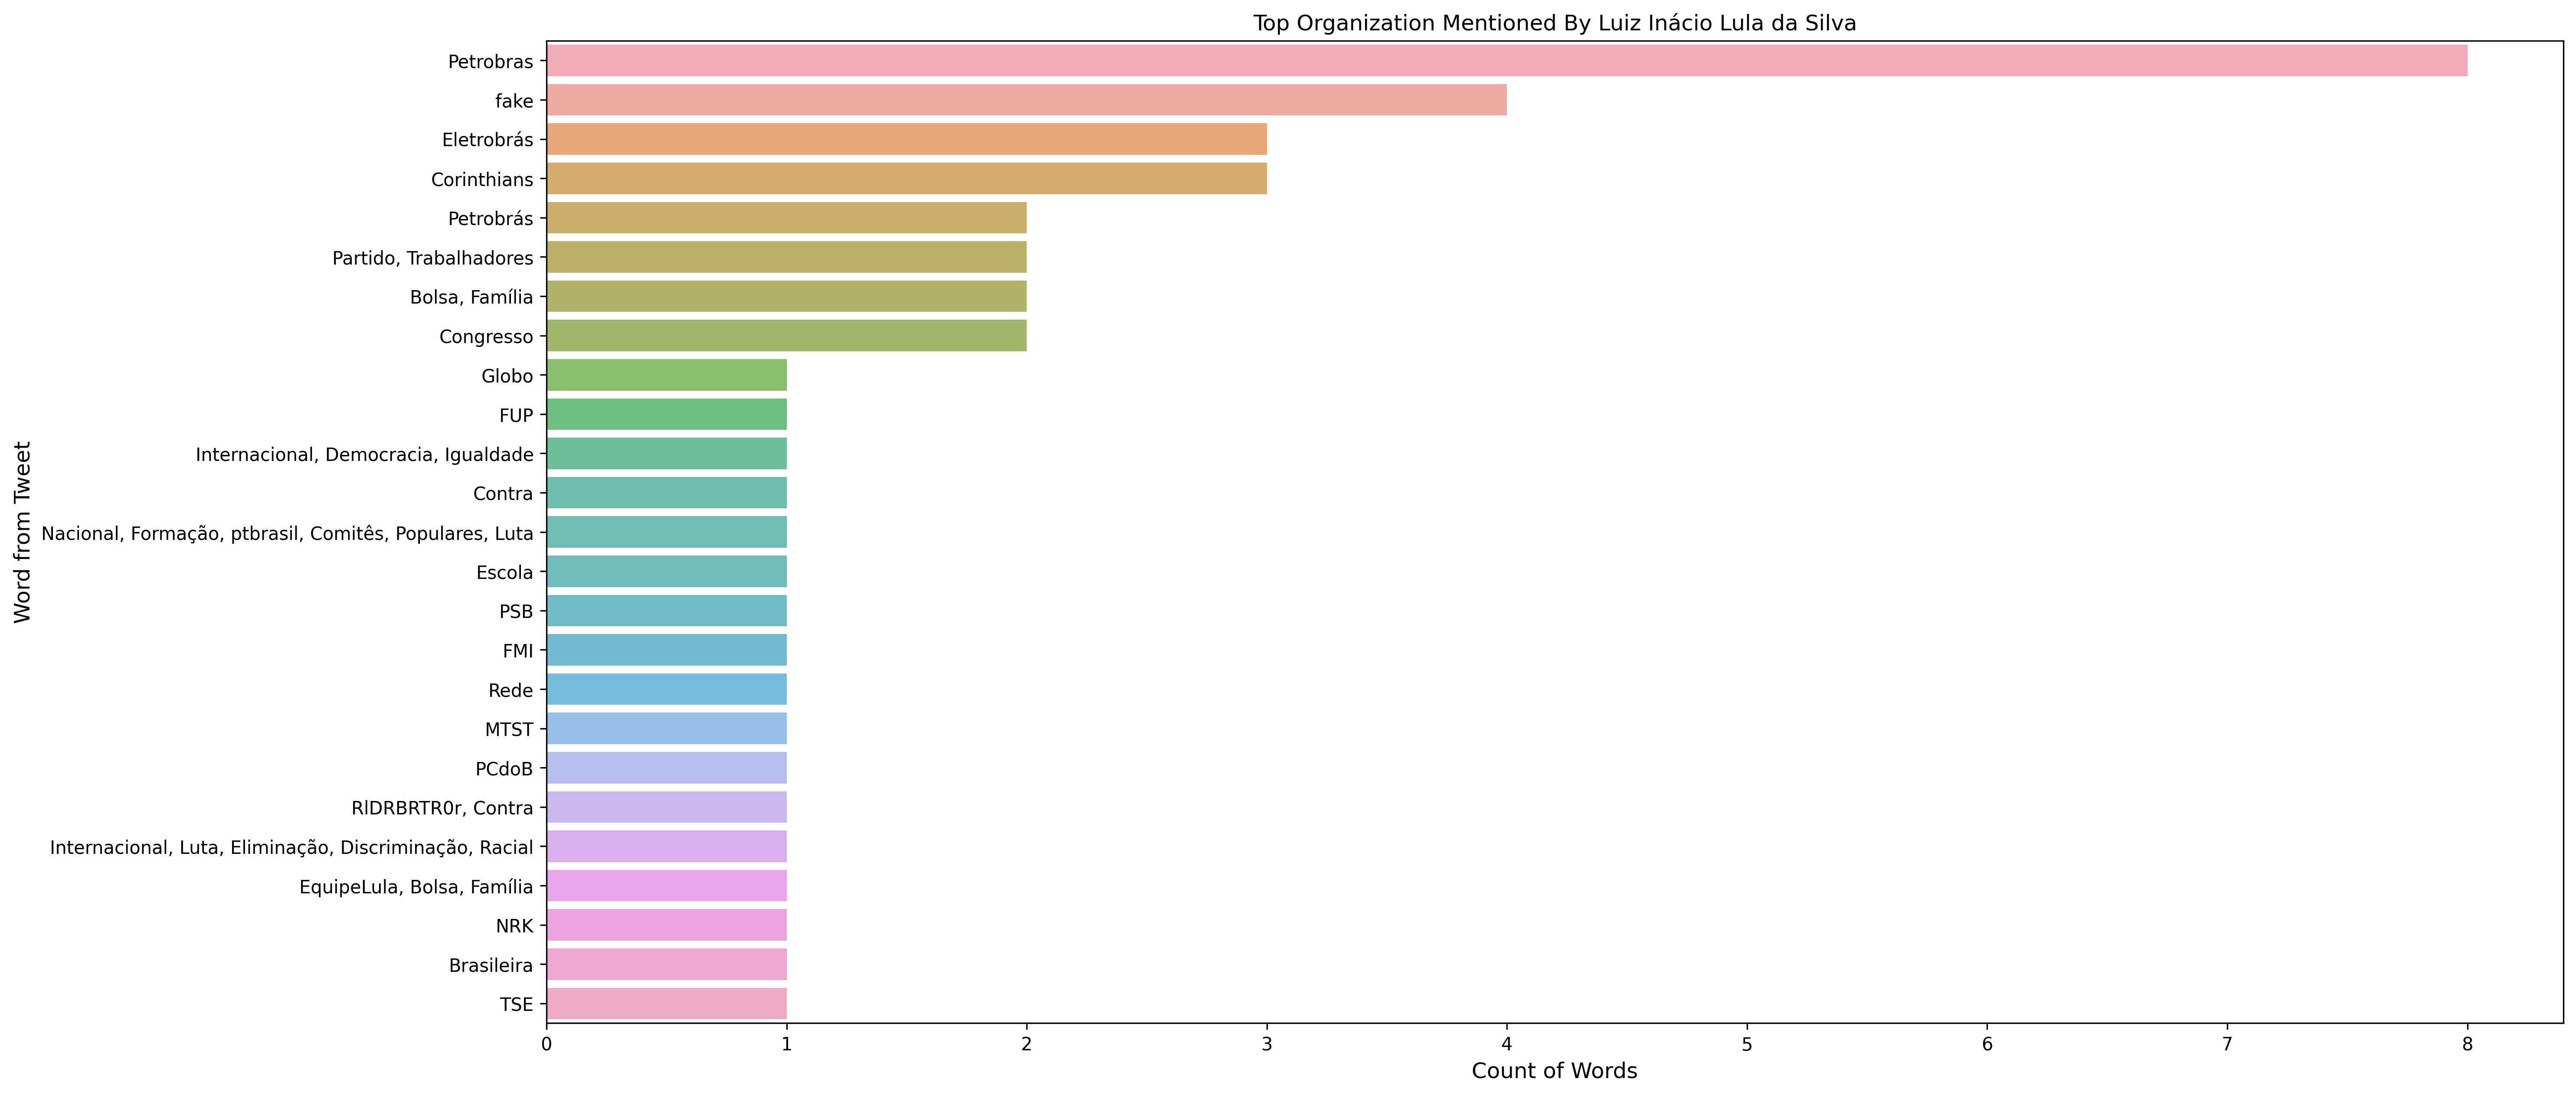 Top Organization Mentioned By Luiz Inácio Lula da Silva
Petrobras
fake
Eletrobrás
Corinthians
Petrobrás
Partido, Trabalhadores
Bolsa, Família
Congresso
Globo
FUP
Internacional, Democracia, Igualdade
Contra
Nacional, Formação, ptbrasil, Comitês, Populares, Luta
Escola
PSB
FMI
Rede
MTST
PCdoB
RlDRBRTR0r, Contra
Internacional, Luta, Eliminação, Discriminação, Racial
EquipeLula, Bolsa, Família
NRK
Brasileira
TSE
Word from Tweet
0 1 2 3 4 5 6 7 8
Count of Words